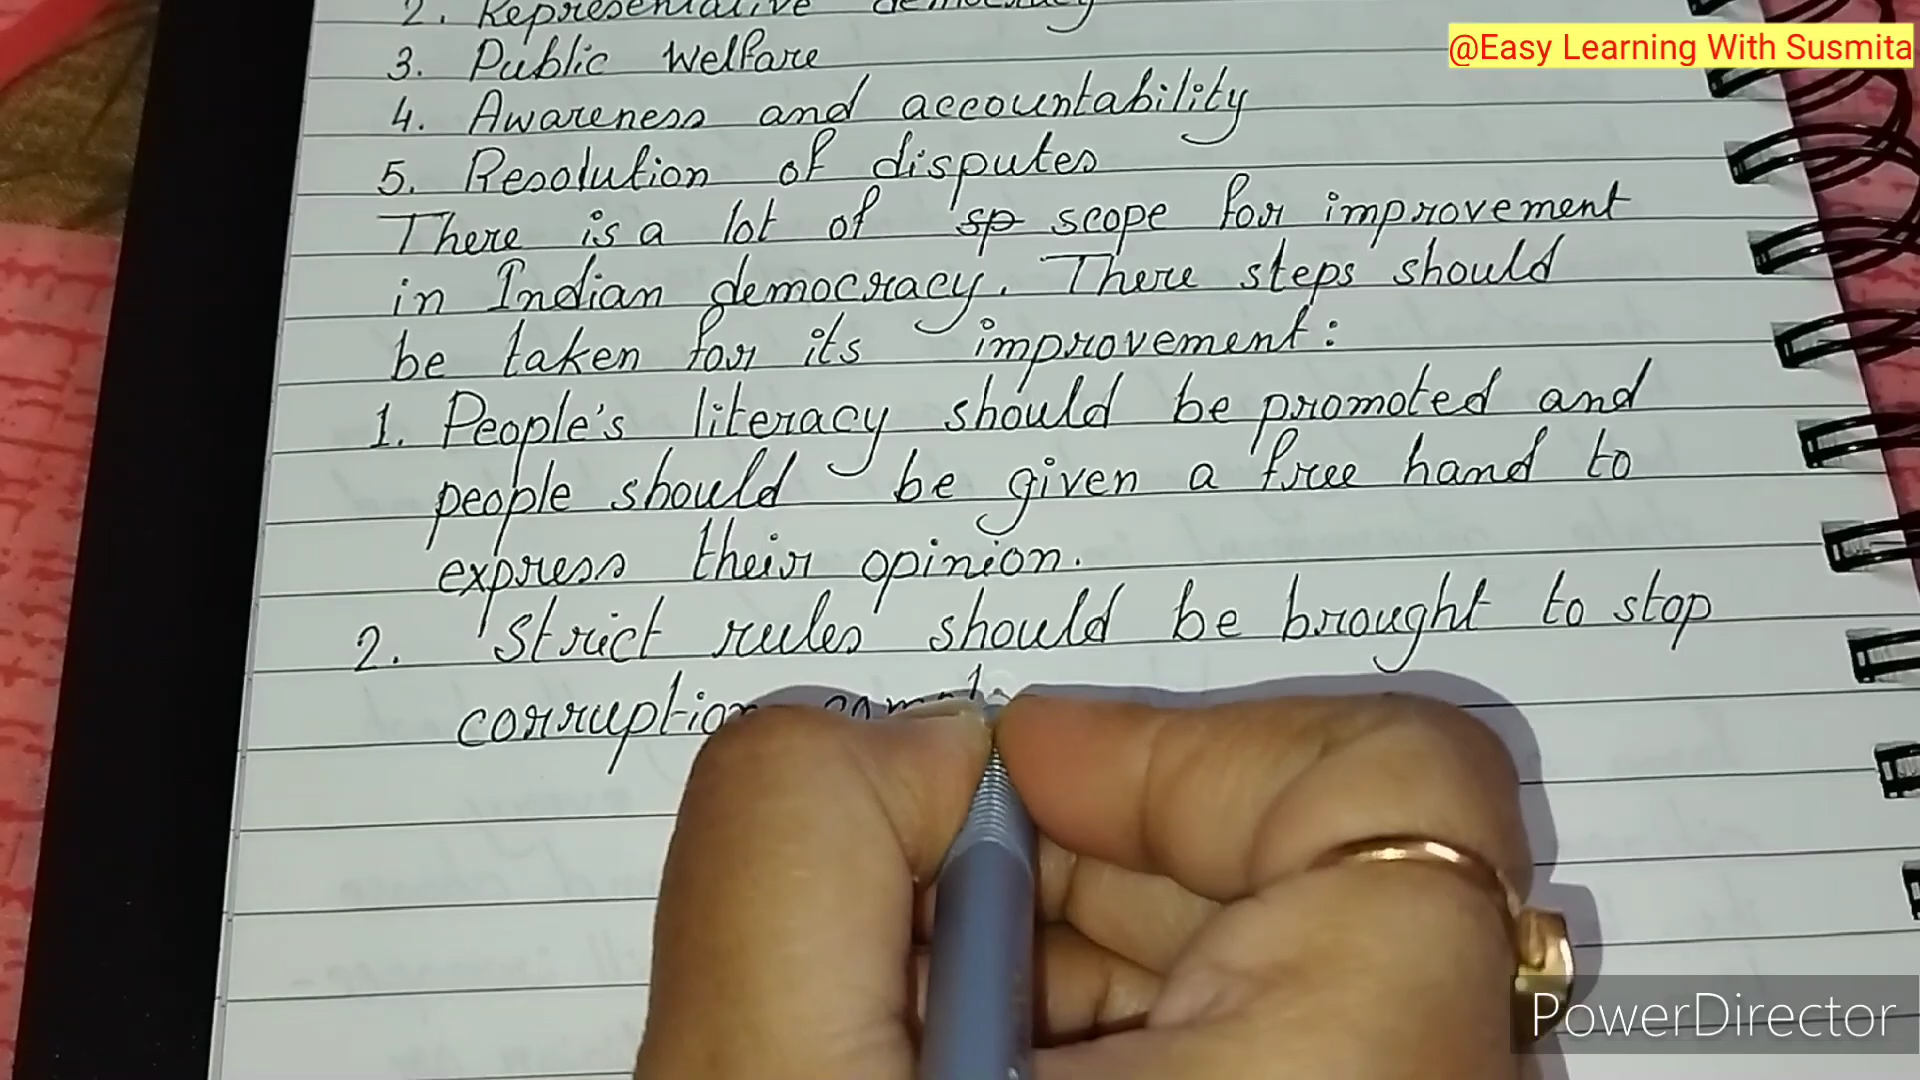 2. Representative democracy
@Easy Learning With Susmita
3. Public Welfare
4. Awareness and accountability
5. Resolution of disputes
There is a lot of sp scope for improvement
in Indian democracy. There steps should
be taken for its improvement:
1. People's literacy should be promoted and
people should be given a free hand to
express their opinion.
2. Strict rules should be brought to stop
corruption
PowerDirector